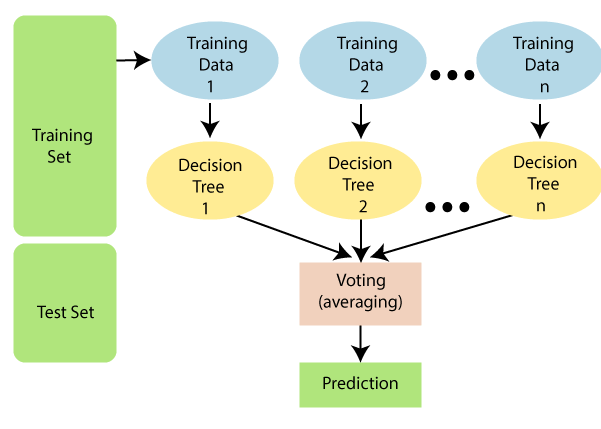 Training
Set
Test Set
Training
Data
1
Training
Data
2
Training
Data
n
Decision
Tree
1
Decision
Tree
2
Decision
Tree
n
Voting
(averaging)
Prediction